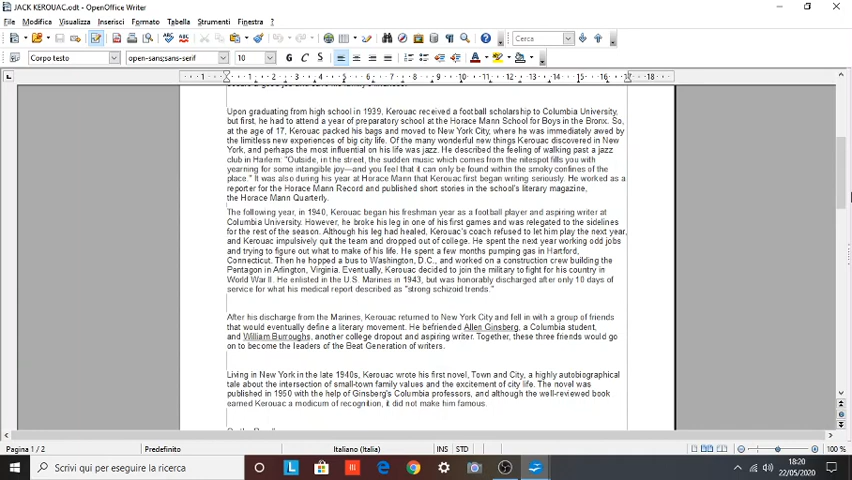 JACK KEROUAC.odt - OpenOffice Writer
File Modifica Visualizza Inserisci Formato Tabella Strumenti Finestra ?
Cerca
Corpo testo open-sans;sans-serif 10 G C S
Upon graduating from high school in 1939, Kerouac received a football scholarship to Columbia University,
but first, he had to attend a year of preparatory school at the Horace Mann School for Boys in the Bronx. So,
at the age of 17, Kerouac packed his bags and moved to New York City, where he was immediately awed by
the limitless new experiences of big city life. Of the many wonderful new things Kerouac discovered in New
York, and perhaps the most influential on his life was jazz. He described the feeling of walking past a jazz
club in Harlem: "Outside, in the street, the sudden music which comes from the nitespot fills you with
yearning for some intangible joy—and you feel that it can only be found within the smoky confines of the
place." It was also during his year at Horace Mann that Kerouac first began writing seriously. He worked as a
reporter for the Horace Mann Record and published short stories in the school's literary magazine,
the Horace Mann Quarterly.
The following year, in 1940, Kerouac began his freshman year as a football player and aspiring writer at
Columbia University. However, he broke his leg in one of his first games and was relegated to the sidelines
for the rest of the season. Although his leg had healed, Kerouac's coach refused to let him play the next year,
and Kerouac impulsively quit the team and dropped out of college. He spent the next year working odd jobs
and trying to figure out what to make of his life. He spent a few months pumping gas in Hartford,
Connecticut. Then he hopped a bus to Washington, D.C., and worked on a construction crew building the
Pentagon in Arlington, Virginia. Eventually, Kerouac decided to join the military to fight for his country in
World War II. He enlisted in the U.S. Marines in 1943, but was honorably discharged after only 10 days of
service for what his medical report described as "strong schizoid trends."
After his discharge from the Marines, Kerouac returned to New York City and fell in with a group of friends
that would eventually define a literary movement. He befriended Allen Ginsberg, a Columbia student,
and William Burroughs, another college dropout and aspiring writer. Together, these three friends would go
on to become the leaders of the Beat Generation of writers.
Living in New York in the late 1940s, Kerouac wrote his first novel, Town and City, a highly autobiographical
tale about the intersection of small-town family values and the excitement of city life. The novel was
published in 1950 with the help of Ginsberg's Columbia professors, and although the well-reviewed book
earned Kerouac a modicum of recognition, it did not make him famous.
Pagina 1 / 2 Predefinito Italiano (Italia) INS STD 100 %
Scrivi qui per eseguire la ricerca
18:20
22/05/2020